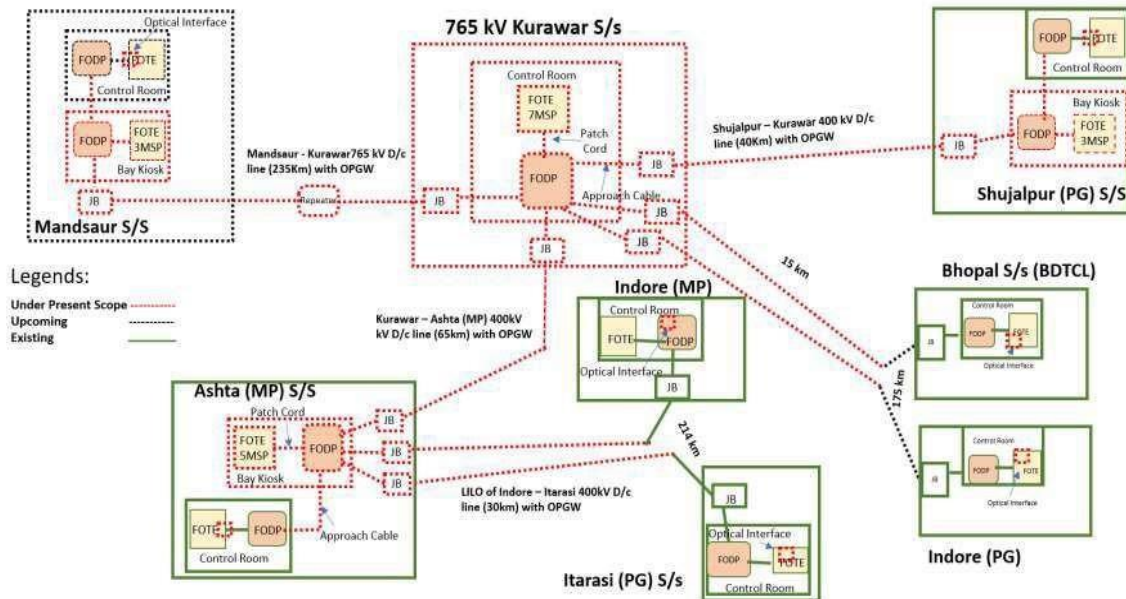 Optical Interface
FODP
FOTE
Control Room
FODP
FOTE
3MSP
Bay Kiosk
JB
Mandsaur S/S
Mandsaur - Kurawar765 kV D/c
line (235Km) with OPGW
Repeater
765 kV Kurawar S/s
Control Room
FOTE
7MSP
Patch
Cord
FODP
Approach Cable
JB
JB
JB
JB
JB
Shujalpur – Kurawar 400 kV D/c
line (40Km) with OPGW
FODP
FOTE
Control Room
Bay Kiosk
JB
FODP
FOTE
3MSP
Shujalpur (PG) S/S
Legends:
Under Present Scope
Upcoming
Existing
Kurawar – Ashta (MP) 400kV
kV D/c line (65km) with OPGW
15 km
175 km
Indore (MP)
Control Room
FOTE
FODP
Optical Interface
JB
Bhopal S/s (BDTCL)
Control Room
JB
FODP
FOTE
Optical Interface
Ashta (MP) S/S
Patch Cord
FOTE
5MSP
FODP
Bay Kiosk
JB
JB
JB
FOTE
FODP
Control Room
Approach Cable
LILO of Indore – Itarasi 400kV D/c
line (30km) with OPGW
214 km
JB
Optical Interface
FODP
FOTE
Control Room
Itarasi (PG) S/s
Control Room
JB
FODP
FOTE
Optical Interface
Indore (PG)